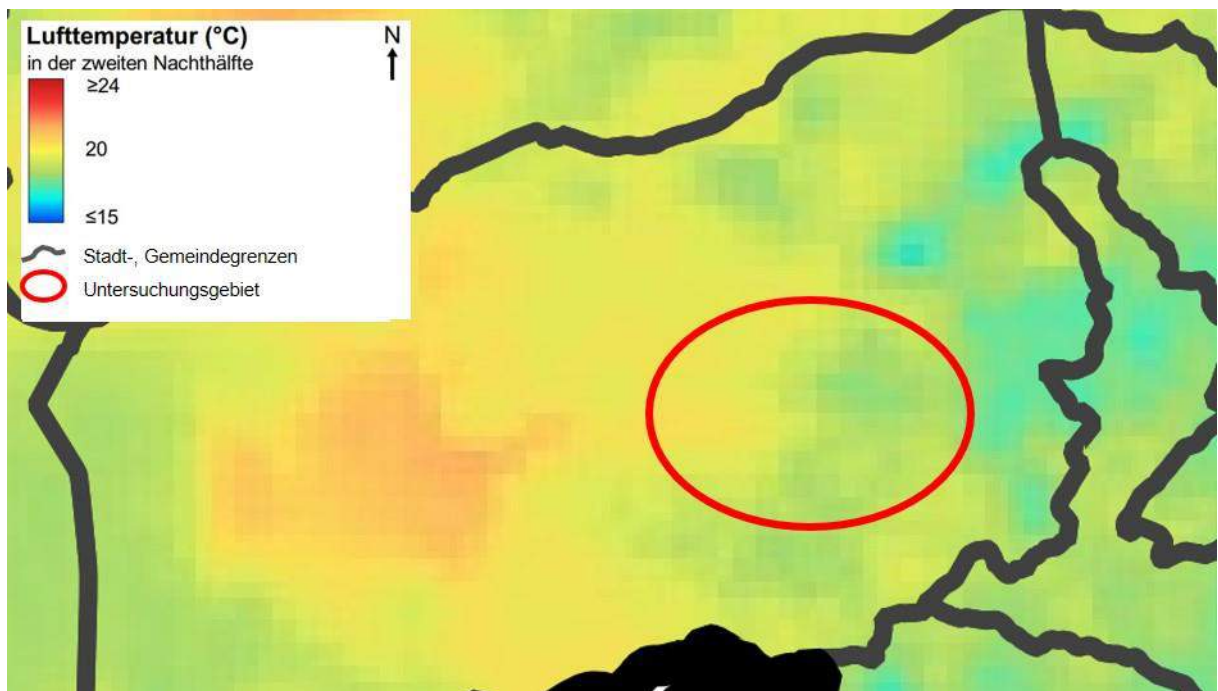 Lufttemperatur (°C)
N
in der zweiten Nachthälfte
≥24
20
≤15
Stadt-, Gemeindegrenzen
Untersuchungsgebiet